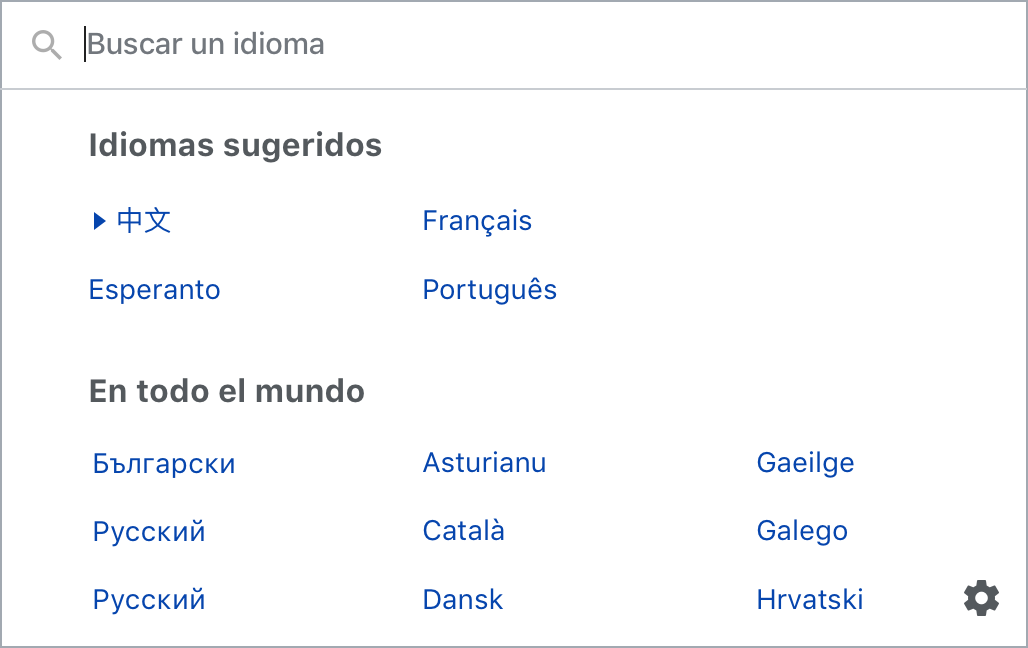 Buscar un idioma
Idiomas sugeridos
中文 Français
Esperanto Português
En todo el mundo
Български Asturianu Gaeilge
Русский Català Galego
Русский Dansk Hrvatski